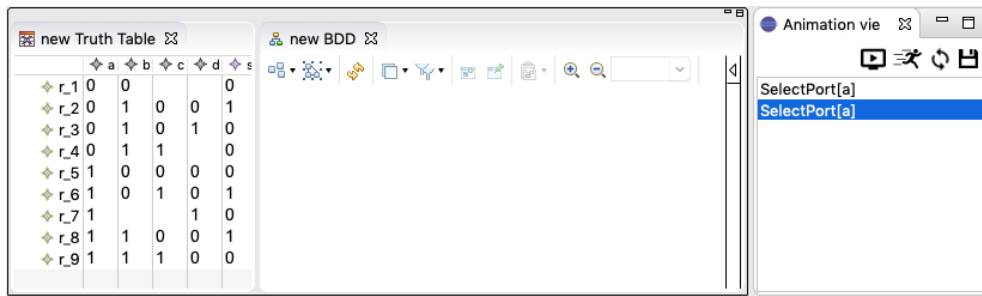 new Truth Table
a b c d s
r_1 0 0 0
r_2 0 1 0 0 1
r_3 0 1 0 1 0
r_4 0 1 1 0
r_5 1 0 0 0 0
r_6 1 0 1 0 1
r_7 1 1 0
r_8 1 1 0 0 1
r_9 1 1 1 0 0
new BDD
Animation vie
SelectPort[a]
SelectPort[a]